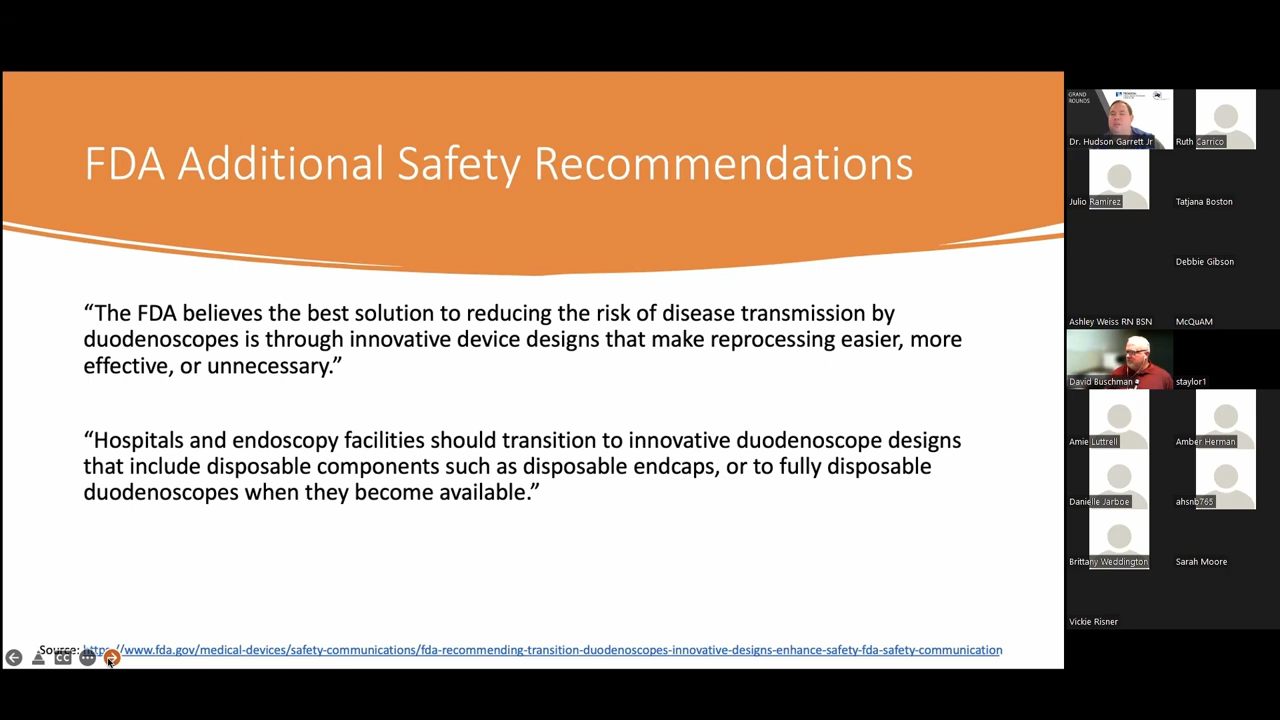 FDA Additional Safety Recommendations
“The FDA believes the best solution to reducing the risk of disease transmission by
duodenoscopes is through innovative device designs that make reprocessing easier, more
effective, or unnecessary.”
“Hospitals and endoscopy facilities should transition to innovative duodenoscope designs
that include disposable components such as disposable endcaps, or to fully disposable
duodenoscopes when they become available.”
Source: https://www.fda.gov/medical-devices/safety-communications/fda-recommending-transition-duodenoscopes-innovative-designs-enhance-safety-fda-safety-communication
CC
GRAND
ROUNDS
Dr. Hudson Garrett Jr
Ruth Carrico
Julio Ramirez
Tatjana Boston
Debbie Gibson
Ashley Weiss RN BSN
McQuAM
David Buschman
staylor1
Amie Luttrell
Amber Herman
Danielle Jarboe
ahsnb765
Brittany Weddington
Sarah Moore
Vickie Risner